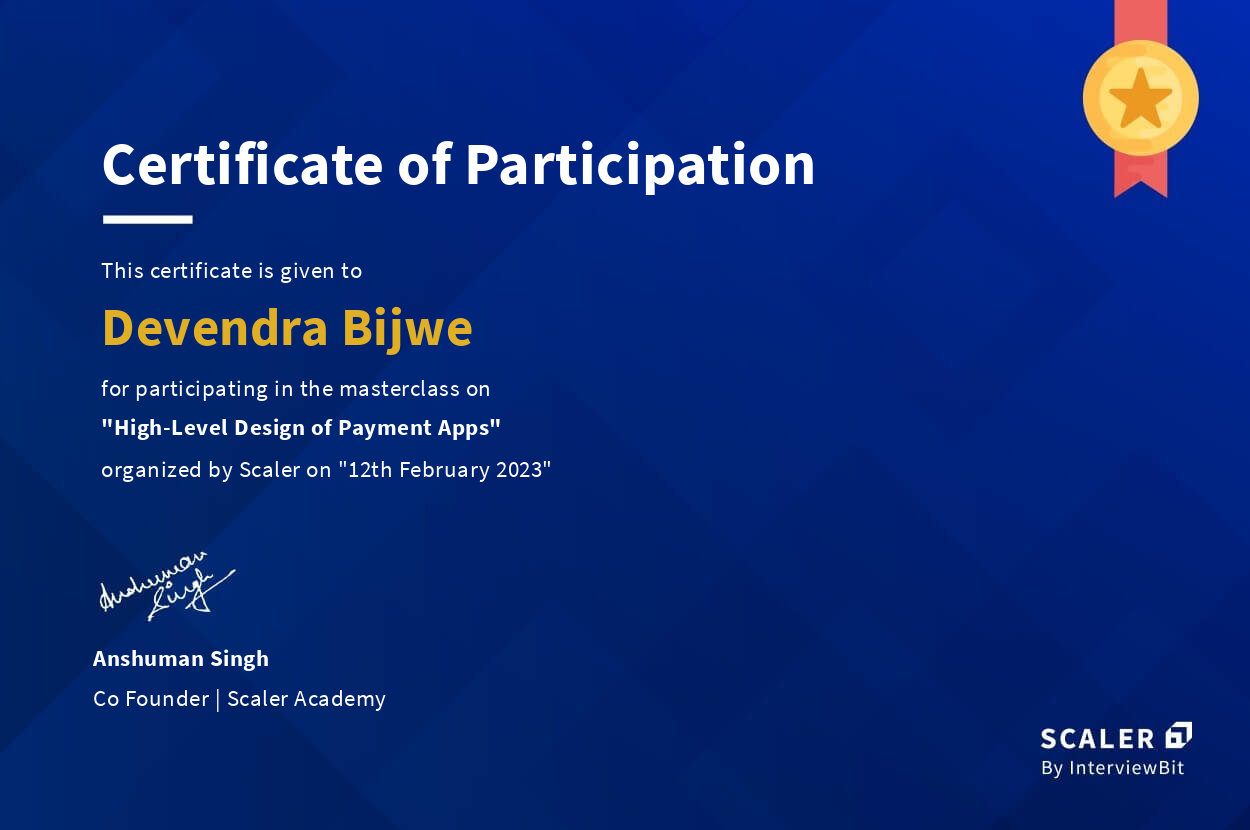 Certificate of Participation
This certificate is given to
Devendra Bijwe
for participating in the masterclass on
"High-Level Design of Payment Apps"
organized by Scaler on "12th February 2023"
Anshuman
Singh
Anshuman Singh
Co Founder | Scaler Academy
SCALER
By InterviewBit